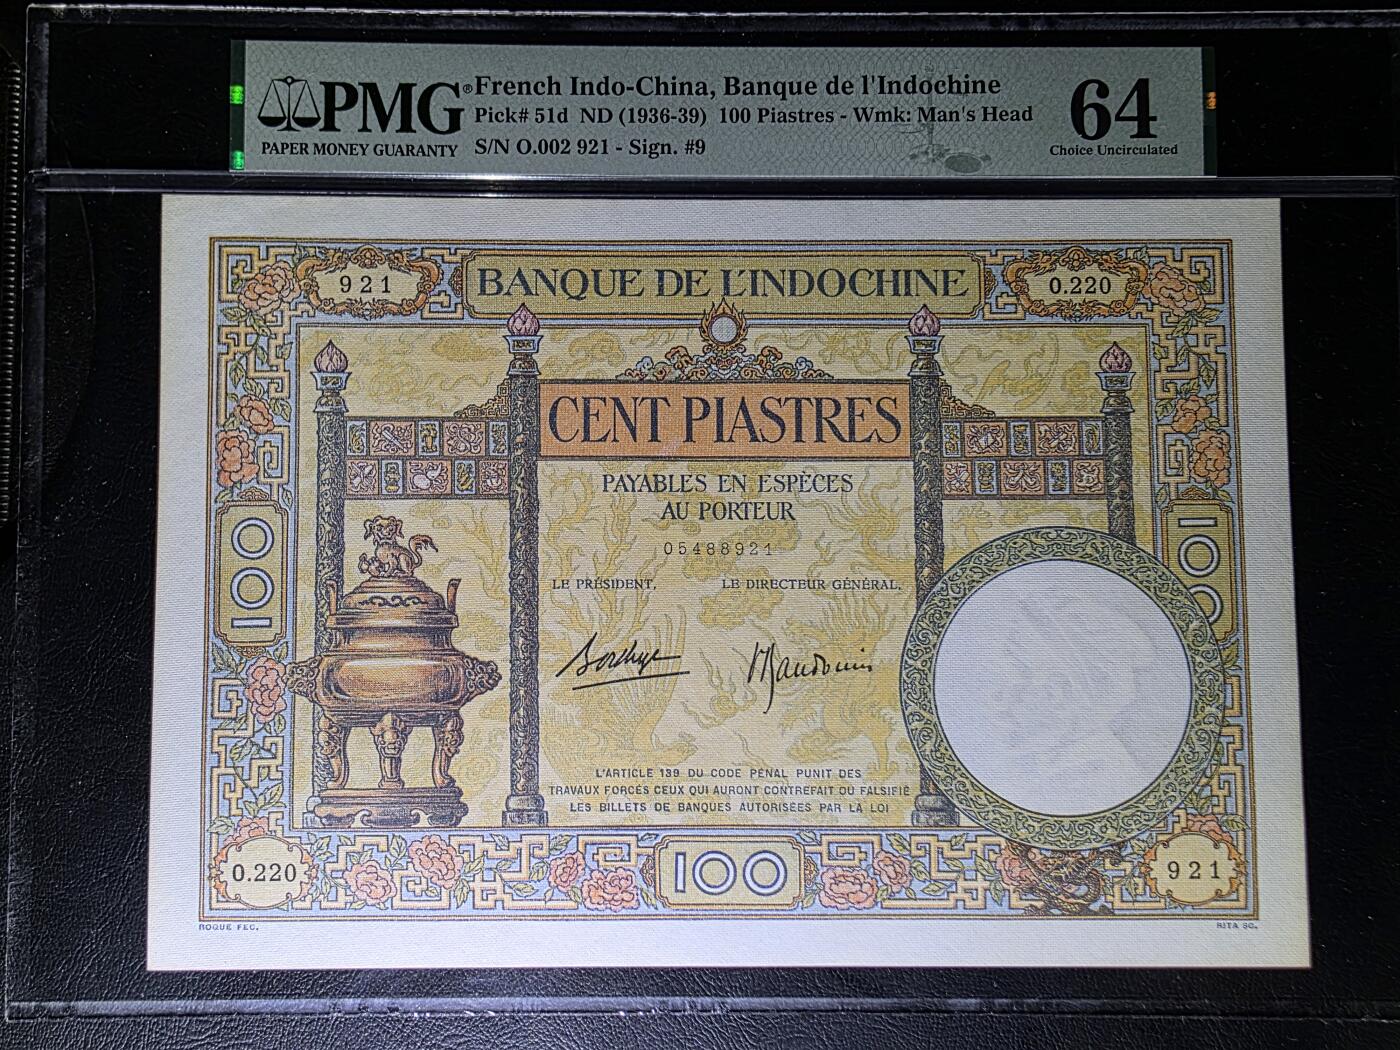 PMG®
PAPER MONEY GUARANTY
French Indo-China, Banque de l'Indochine
Pick# 51d ND (1936-39) 100 Piastres - Wmk: Man's Head
S/N O.002 921 - Sign. #9
64
Choice Uncirculated
921
BANQUE DE L'INDOCHINE
0.220
CENT PIASTRES
PAYABLES EN ESPÈCES
AU PORTEUR
05488921
LE PRÉSIDENT,
LE DIRECTEUR GÉNÉRAL,
100
100
L'ARTICLE 139 DU CODE PÉNAL PUNIT DES
TRAVAUX FORCÉS CEUX QUI AURONT CONTREFAIT OU FALSIFIÉ
LES BILLETS DE BANQUES AUTORISÉES PAR LA LOI
0.220
100
921
ROQUE FEC.
RITA SC.